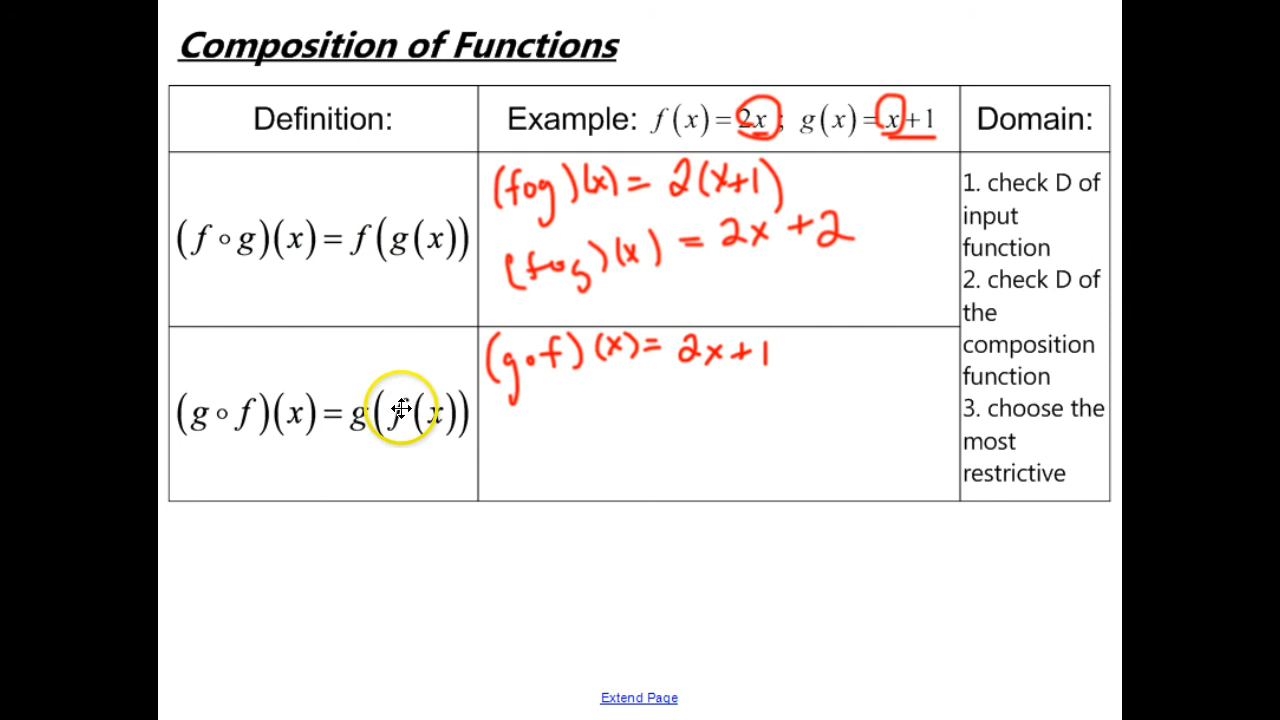 Composition of Functions
Definition:
Example: f(x)=2x ; g(x)=x+1
Domain:
(f∘g)(x)=f(g(x))
(fog)(x)= 2(x+1)
(fog)(x) = 2x +2
1. check D of
input
function
2. check D of
the
composition
function
3. choose the
most
restrictive
(g∘f)(x)=g(f(x))
(g∘f)(x)= 2x+1
Extend Page